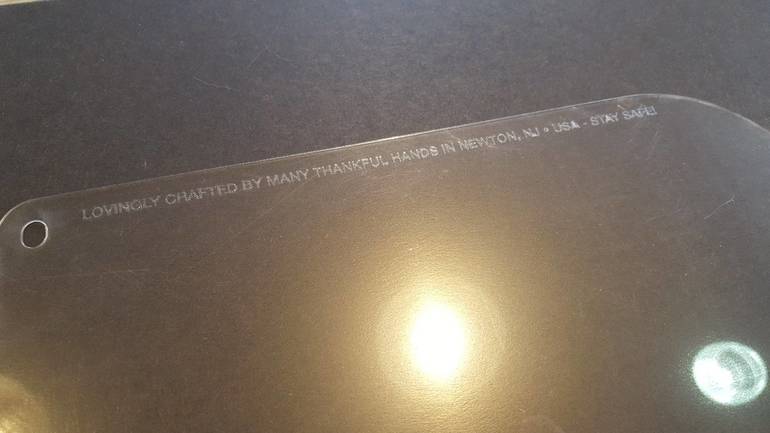 LOVINGLY CRAFTED BY MANY THANKFUL HANDS IN NEWTON, NJ • USA - STAY SAFE!